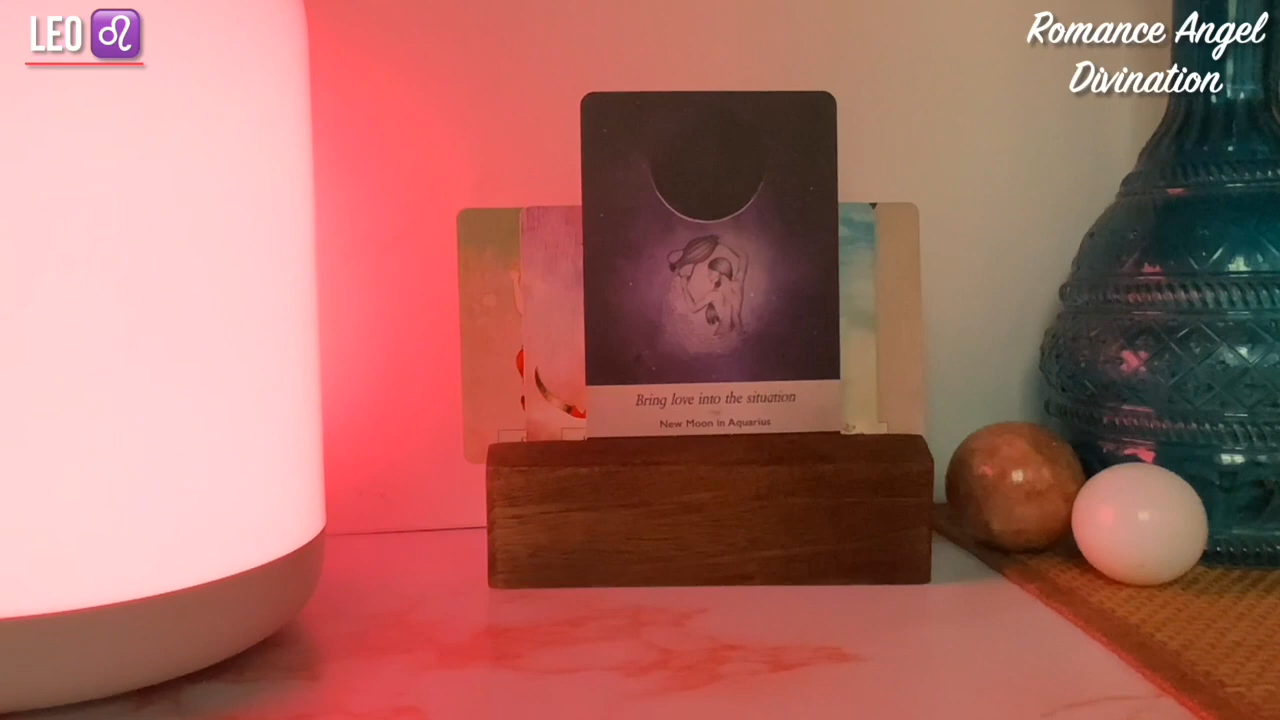 LEO ♌
Romance Angel
Divination
Bring love into the situation
New Moon in Aquarius